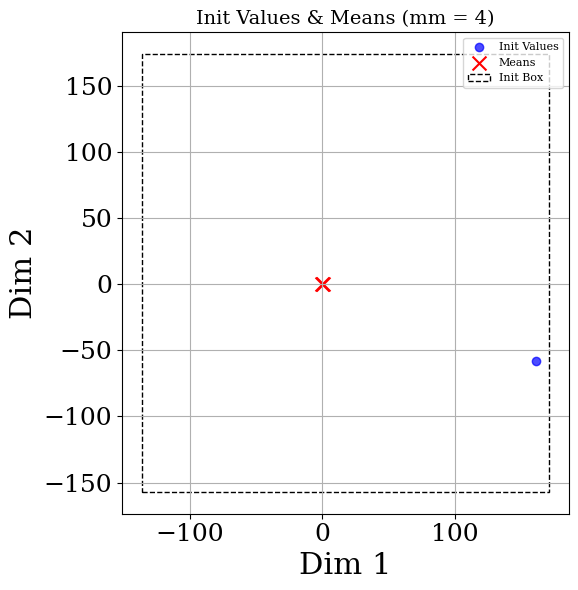 Init Values & Means (mm = 4)
Init Values
Means
Init Box
Dim 2
150
100
50
0
−50
−100
−150
−100
0
100
Dim 1